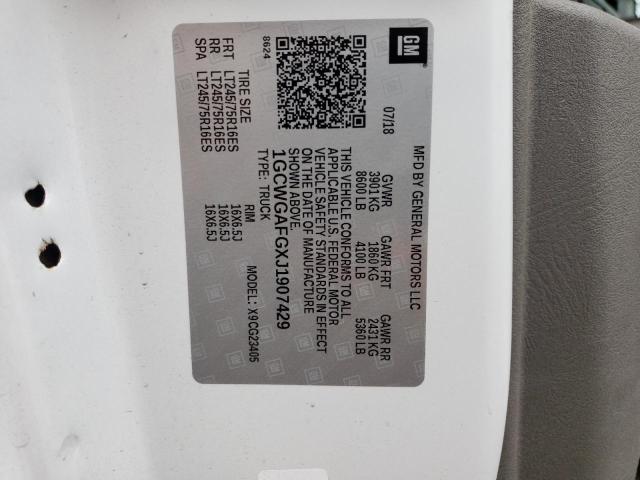 GM
MFD BY GENERAL MOTORS LLC
07/18
GVWR GAWR FRT GAWR RR
3901 KG 1860 KG 2431 KG
8600 LB 4100 LB 5360 LB
THIS VEHICLE CONFORMS TO ALL
APPLICABLE U.S. FEDERAL MOTOR
VEHICLE SAFETY STANDARDS IN EFFECT
ON THE DATE OF MANUFACTURE
SHOWN ABOVE.
1GCWGAFGXJ1907429
TYPE: TRUCK
MODEL: X9CG23405
8624
TIRE SIZE RIM
FRT LT245/75R16ES 16X6.5J
RR LT245/75R16ES 16X6.5J
SPA LT245/75R16ES 16X6.5J